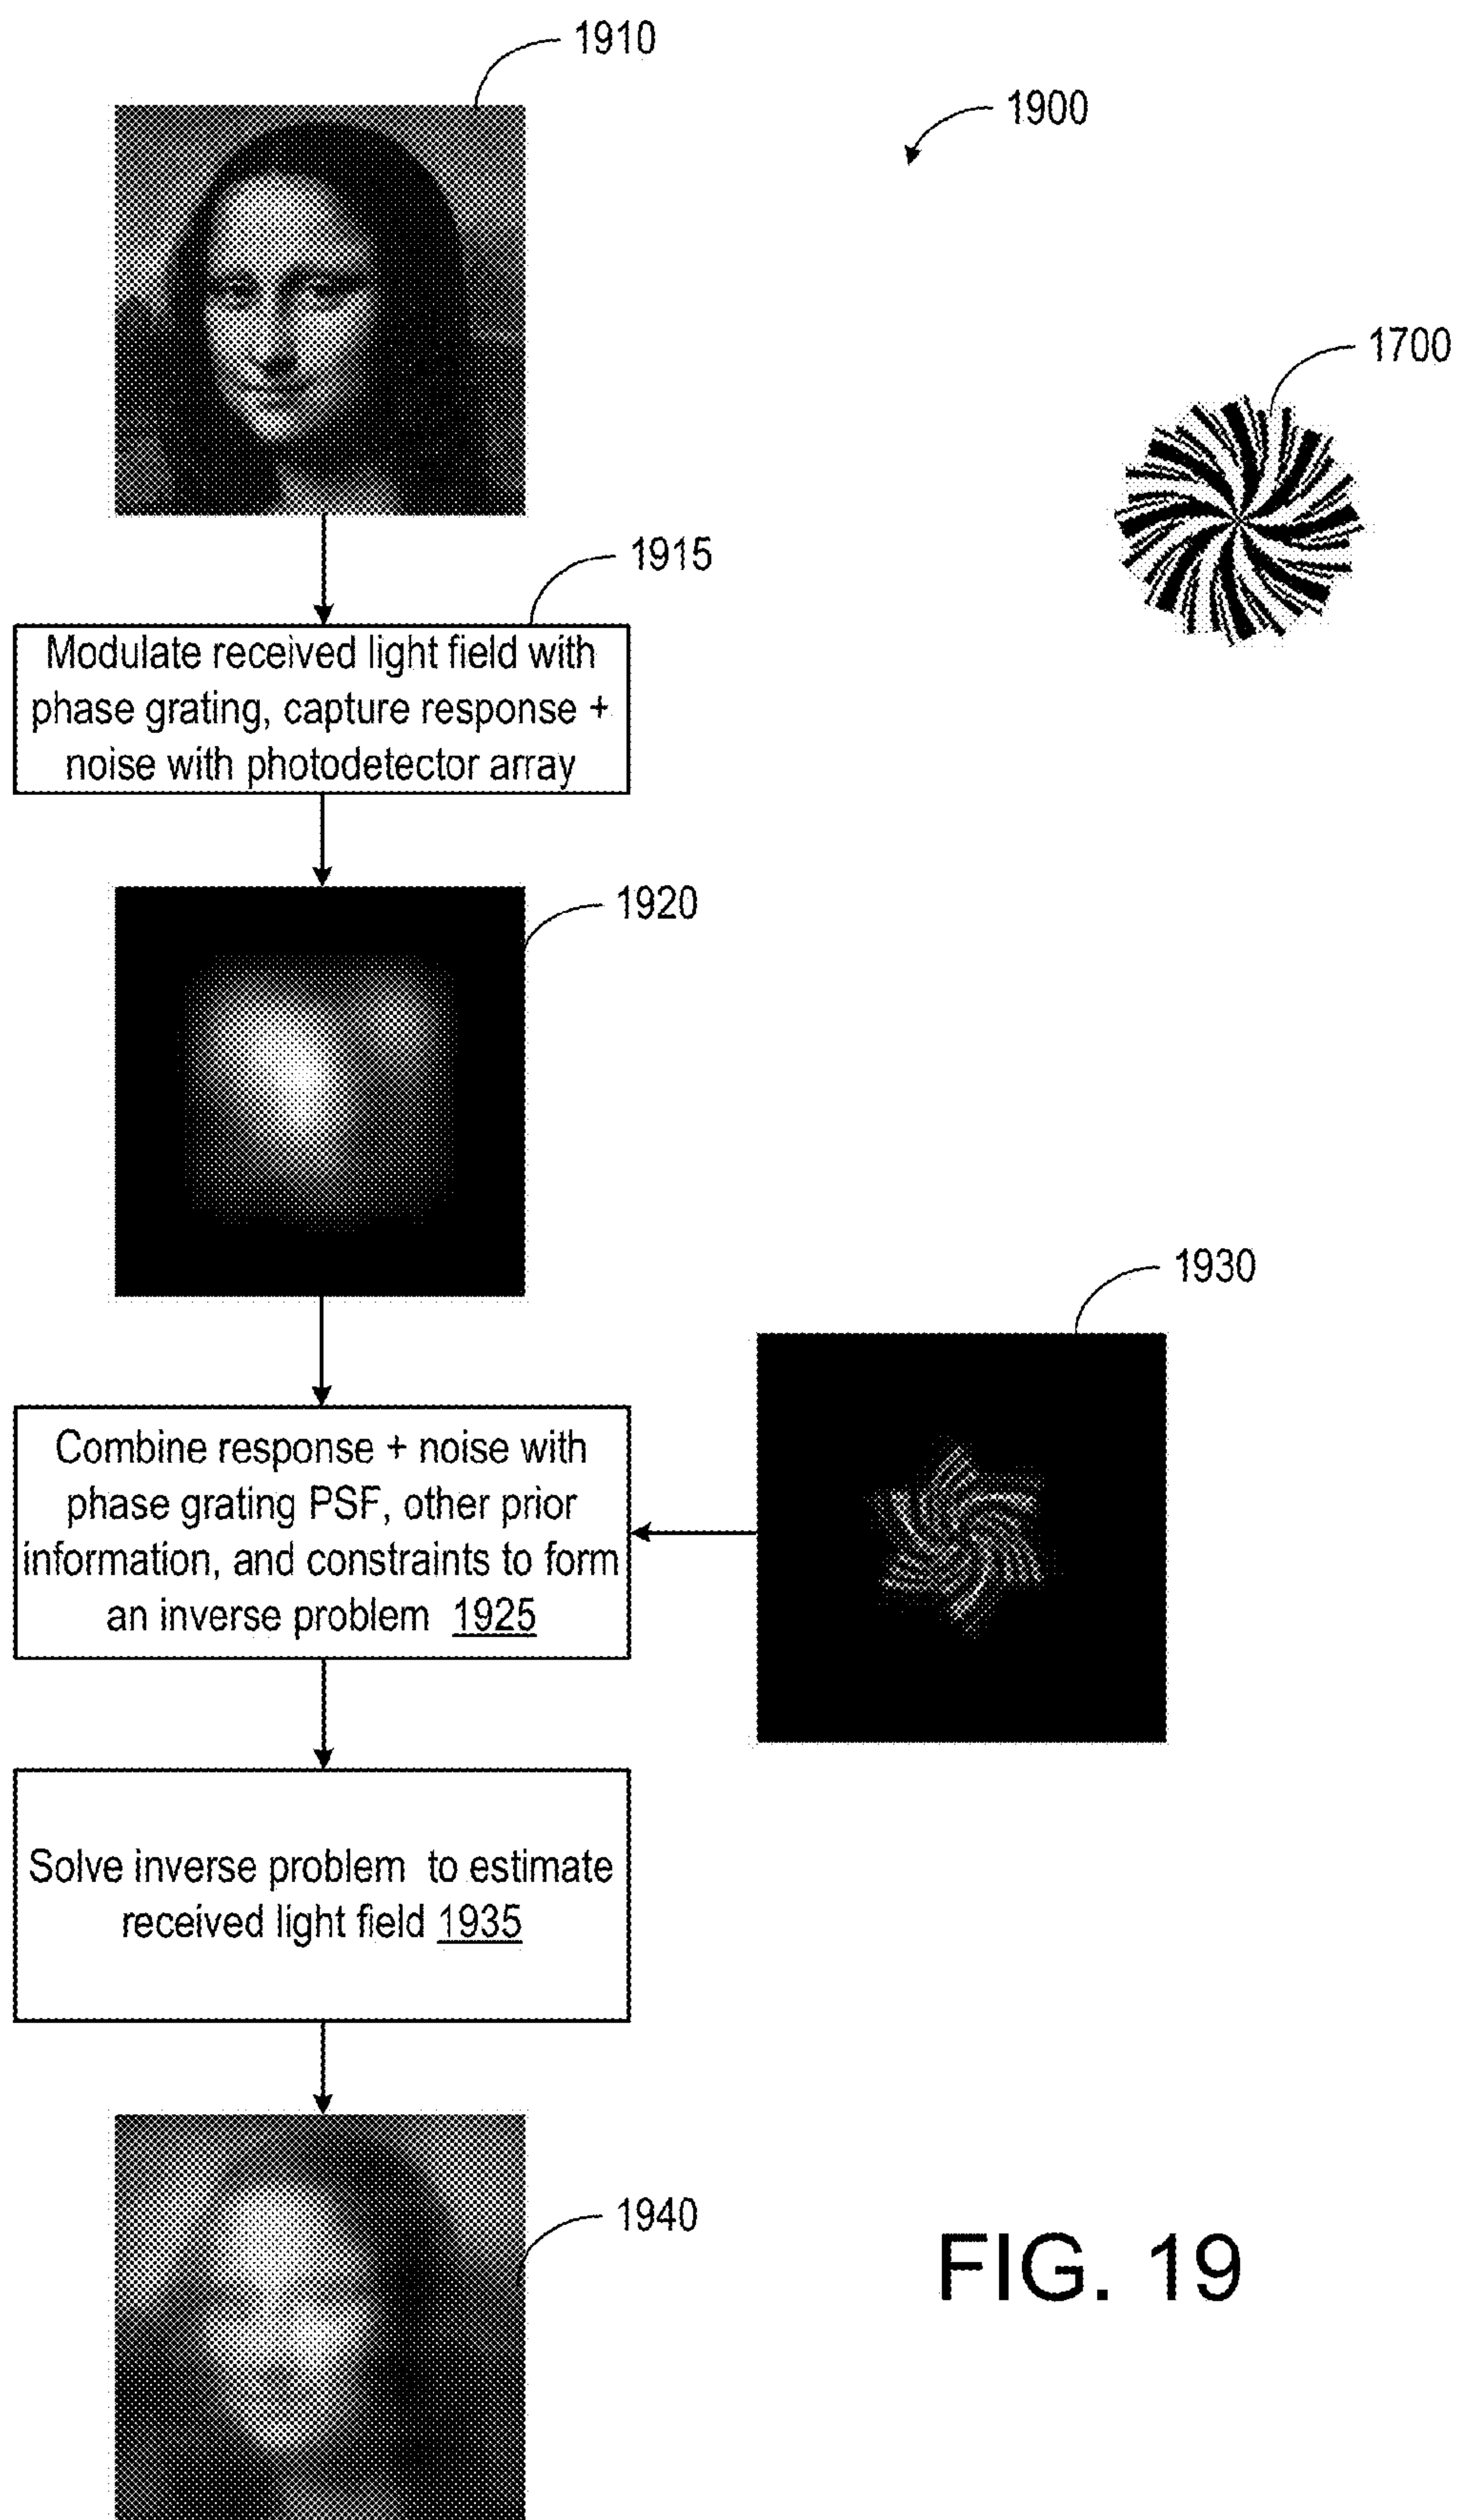 1910
1900
1700
1915
Modulate received light field with
phase grating, capture response +
noise with photodetector array
1920
1930
Combine response + noise with
phase grating PSF, other prior
information, and constraints to form
an inverse problem 1925
Solve inverse problem to estimate
received light field 1935
1940
FIG. 19